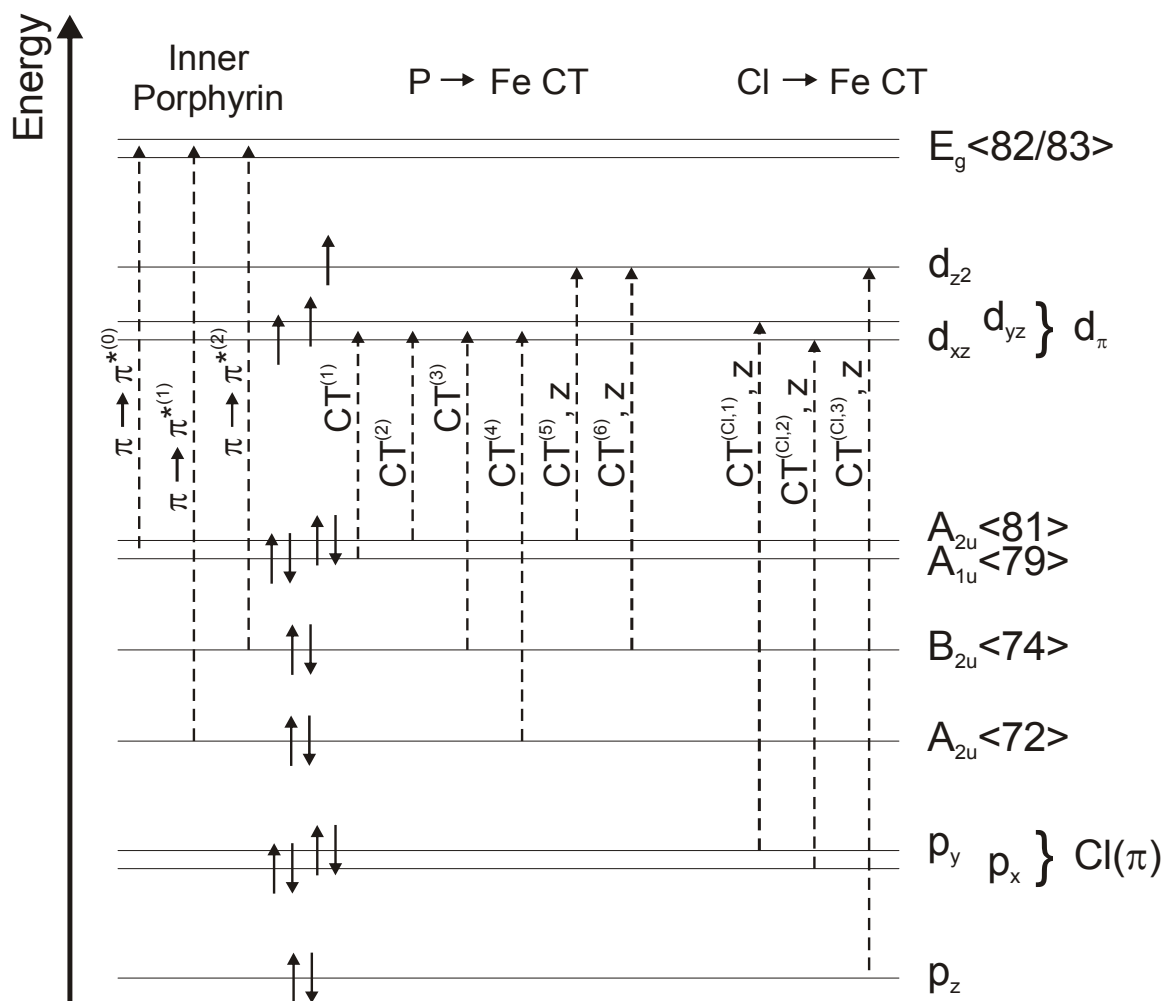 Energy
Inner
Porphyrin
P → Fe CT
Cl → Fe CT
E_g<82/83>
d_z2
d_xz d_yz } d_π
π → π*^(0)
π → π*^(1)
π → π*^(2)
CT^(1)
CT^(2)
CT^(3)
CT^(4)
CT^(5), z
CT^(6), z
CT^(Cl,1), z
CT^(Cl,2), z
CT^(Cl,3), z
A_2u<81>
A_1u<79>
B_2u<74>
A_2u<72>
p_y p_x } Cl(π)
p_z